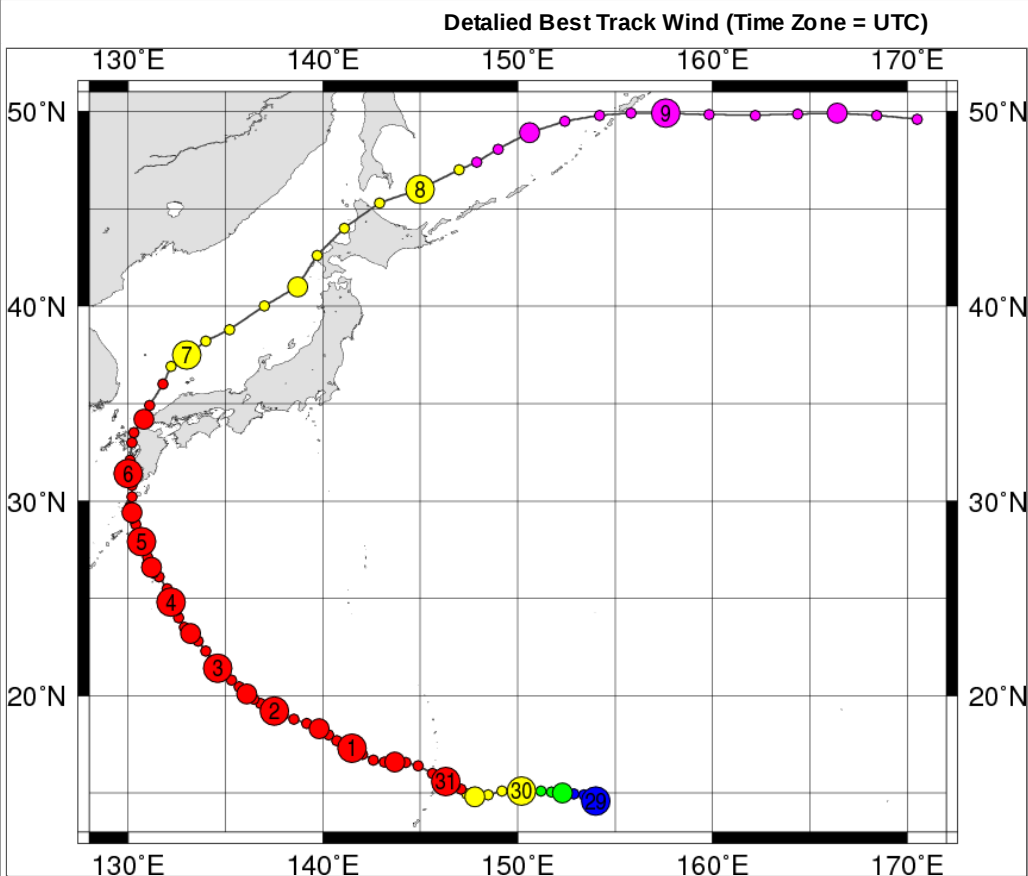 Detalied Best Track Wind (Time Zone = UTC)
130°E 140°E 150°E 160°E 170°E
50°N 9 50°N
8
40°N 40°N
7
6
30°N 30°N
5
4
3
20°N 2 20°N
1
31 30 29
130°E 140°E 150°E 160°E 170°E